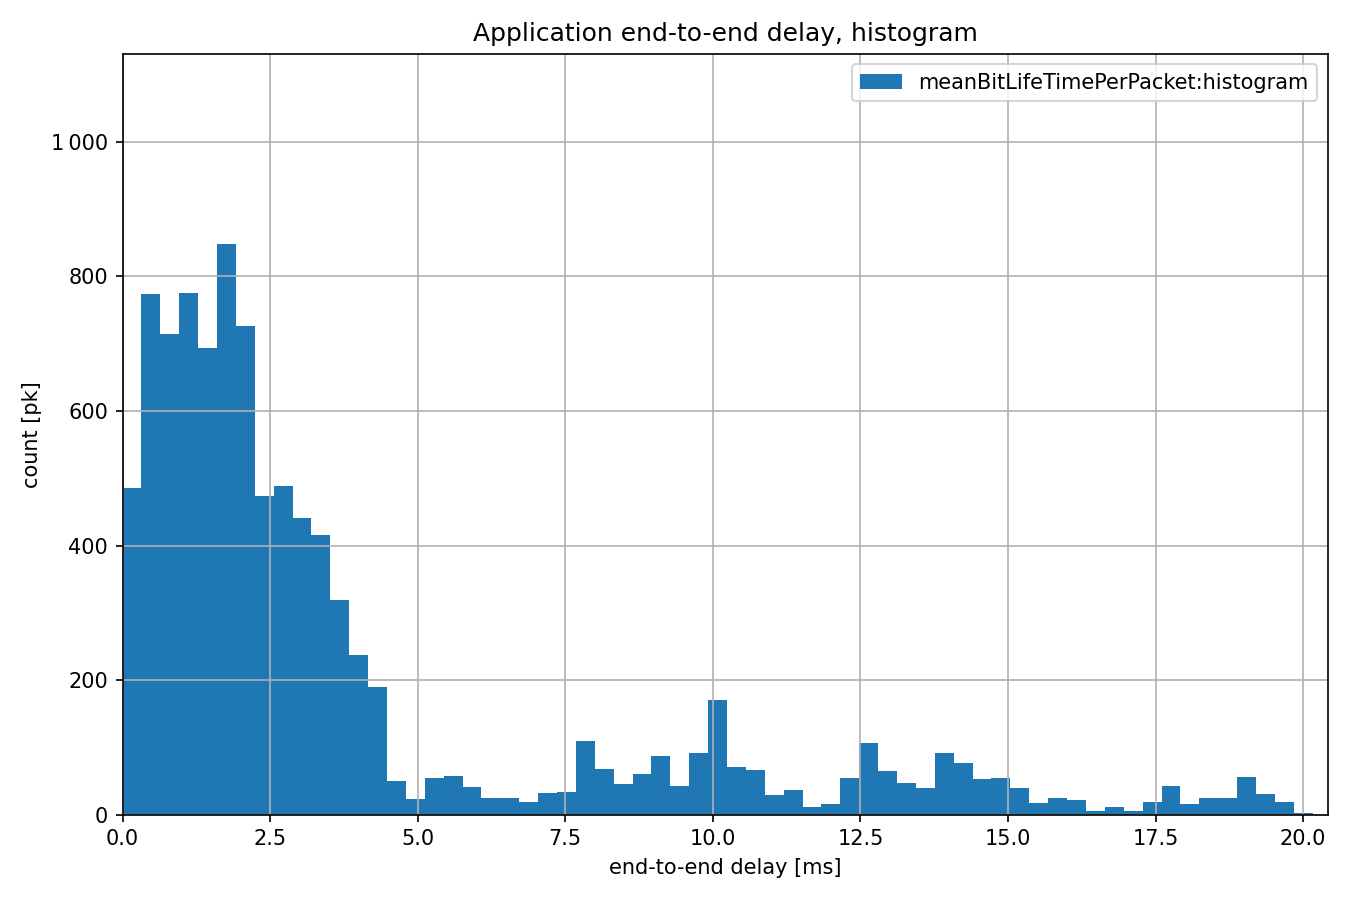 Application end-to-end delay, histogram
meanBitLifeTimePerPacket:histogram
1 000
800
600
400
200
0
count [pk]
0.0 2.5 5.0 7.5 10.0 12.5 15.0 17.5 20.0
end-to-end delay [ms]